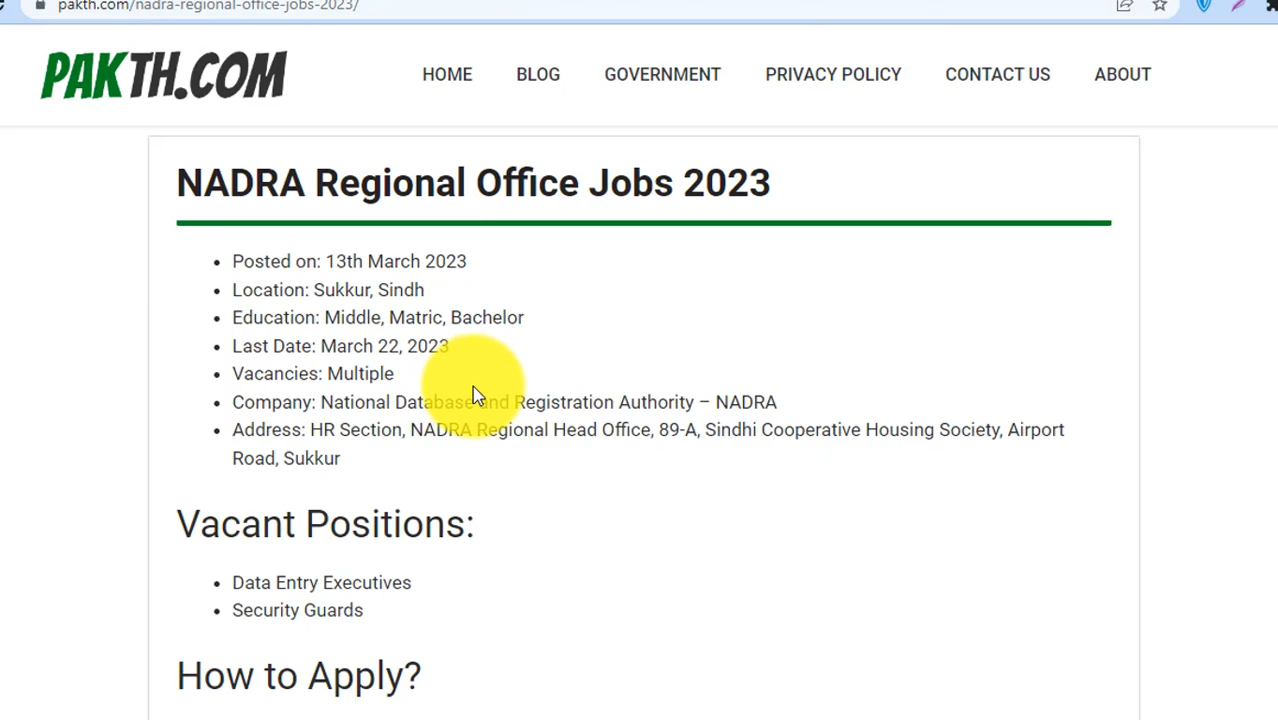 pakth.com/nadra-regional-office-jobs-2023/
PAKTH.COM
HOME BLOG GOVERNMENT PRIVACY POLICY CONTACT US ABOUT
NADRA Regional Office Jobs 2023
• Posted on: 13th March 2023
• Location: Sukkur, Sindh
• Education: Middle, Matric, Bachelor
• Last Date: March 22, 2023
• Vacancies: Multiple
• Company: National Database and Registration Authority – NADRA
• Address: HR Section, NADRA Regional Head Office, 89-A, Sindhi Cooperative Housing Society, Airport
Road, Sukkur
Vacant Positions:
• Data Entry Executives
• Security Guards
How to Apply?